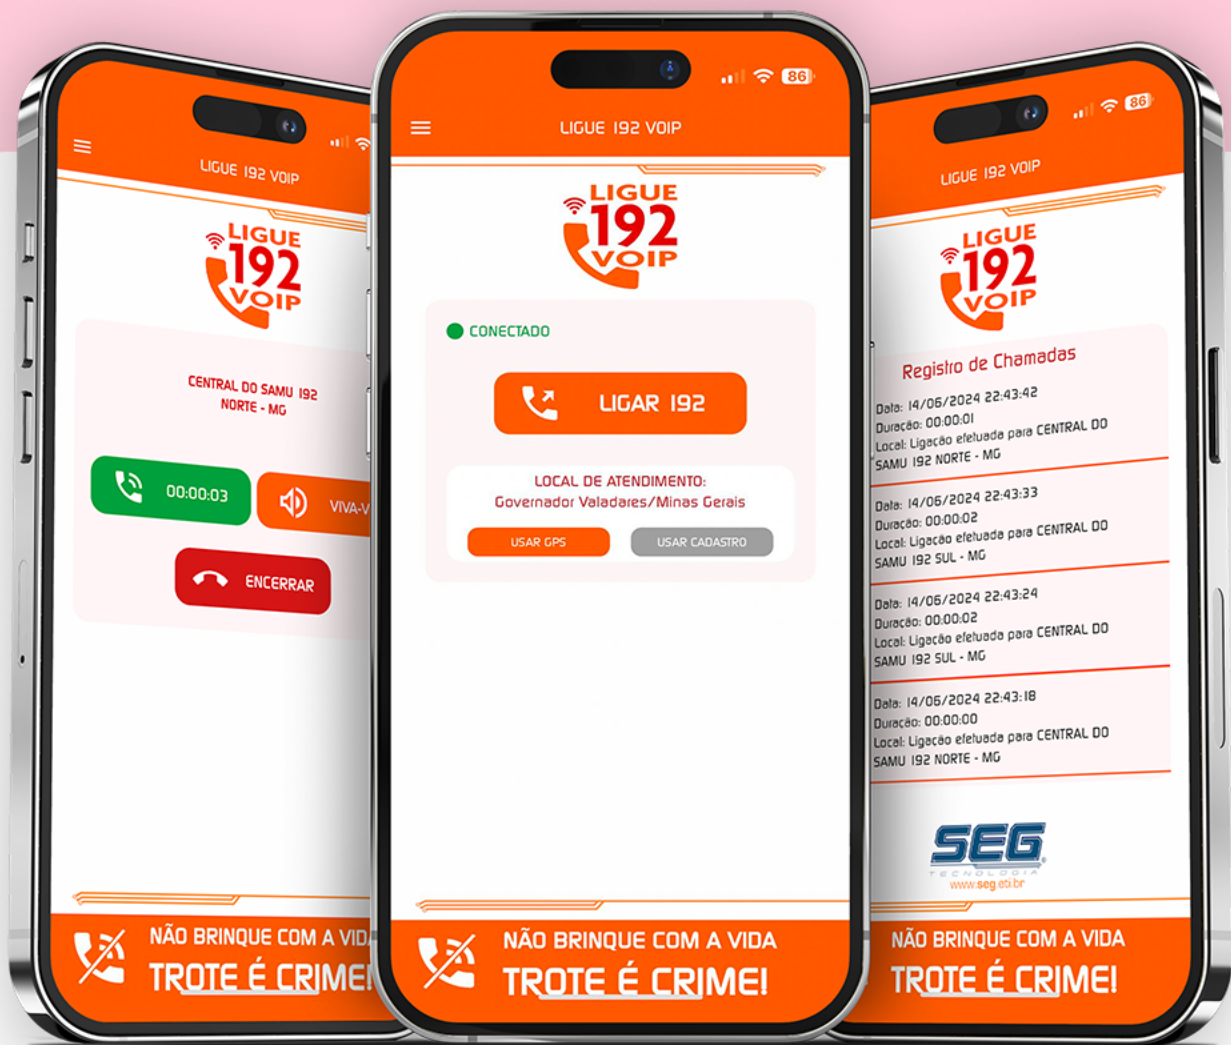 LIGUE 192 VOIP
LIGUE
192
VOIP
CENTRAL DO SAMU 192
NORTE - MG
00:00:03
VIVA-V
ENCERRAR
NÃO BRINQUE COM A VIDA
TROTE É CRIME!
86
LIGUE 192 VOIP
LIGUE
192
VOIP
CONECTADO
LIGAR 192
LOCAL DE ATENDIMENTO:
Governador Valadares/Minas Gerais
USAR GPS
USAR CADASTRO
NÃO BRINQUE COM A VIDA
TROTE É CRIME!
86
LIGUE 192 VOIP
LIGUE
192
VOIP
Registro de Chamadas
Data: 14/06/2024 22:43:42
Duração: 00:00:01
Local: Ligação efetuada para CENTRAL DO
SAMU 192 NORTE - MG
Data: 14/06/2024 22:43:33
Duração: 00:00:02
Local: Ligação efetuada para CENTRAL DO
SAMU 192 SUL - MG
Data: 14/06/2024 22:43:24
Duração: 00:00:02
Local: Ligação efetuada para CENTRAL DO
SAMU 192 SUL - MG
Data: 14/06/2024 22:43:18
Duração: 00:00:00
Local: Ligação efetuada para CENTRAL DO
SAMU 192 NORTE - MG
SEG
TECNOLOGIA
www.seg.eti.br
NÃO BRINQUE COM A VIDA
TROTE É CRIME!